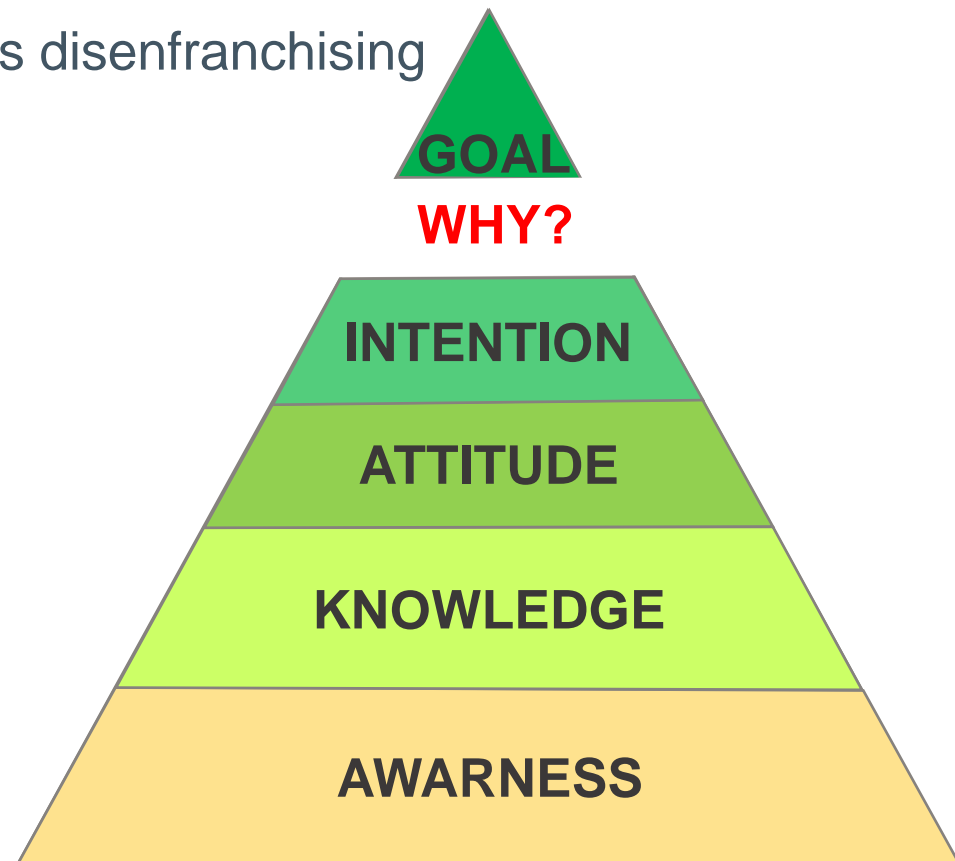 s disenfranchising
GOAL
WHY?
INTENTION
ATTITUDE
KNOWLEDGE
AWARNESS